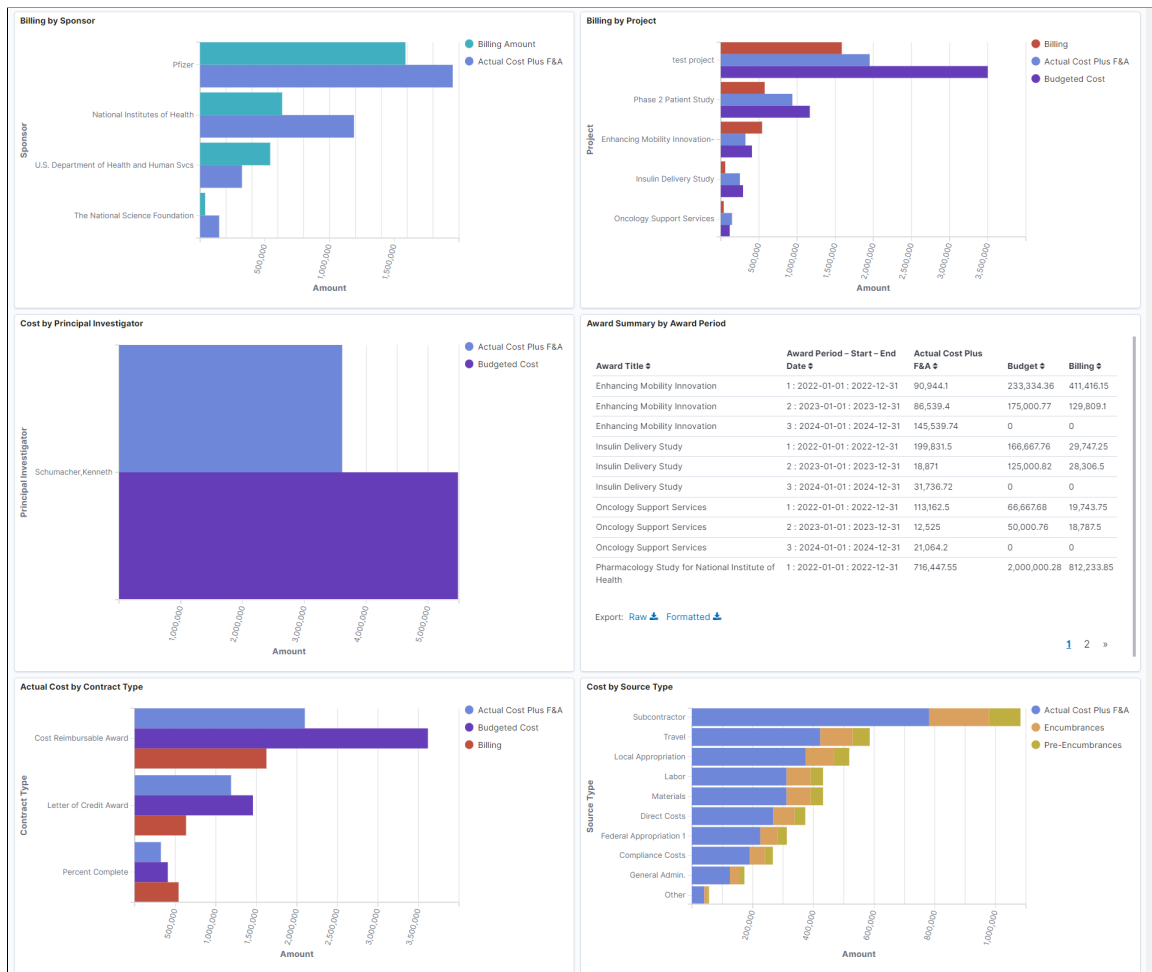 Billing by Sponsor
Billing Amount
Actual Cost Plus F&A
Pfizer
National Institutes of Health
U.S. Department of Health and Human Svcs
The National Science Foundation
Sponsor
500,000
1,000,000
1,500,000
Amount
Billing by Project
Billing
Actual Cost Plus F&A
Budgeted Cost
test project
Phase 2 Patient Study
Enhancing Mobility Innovation-
Insulin Delivery Study
Oncology Support Services
Project
500,000
1,000,000
1,500,000
2,000,000
2,500,000
3,000,000
3,500,000
Amount
Cost by Principal Investigator
Actual Cost Plus F&A
Budgeted Cost
Schumacher,Kenneth
Principal Investigator
1,000,000
2,000,000
3,000,000
4,000,000
5,000,000
Amount
Award Summary by Award Period
Award Title Award Period – Start – End Date Actual Cost Plus F&A Budget Billing
Enhancing Mobility Innovation 1 : 2022-01-01 : 2022-12-31 90,944.1 233,334.36 411,416.15
Enhancing Mobility Innovation 2 : 2023-01-01 : 2023-12-31 86,539.4 175,000.77 129,809.1
Enhancing Mobility Innovation 3 : 2024-01-01 : 2024-12-31 145,539.74 0 0
Insulin Delivery Study 1 : 2022-01-01 : 2022-12-31 199,831.5 166,667.76 29,747.25
Insulin Delivery Study 2 : 2023-01-01 : 2023-12-31 18,871 125,000.82 28,306.5
Insulin Delivery Study 3 : 2024-01-01 : 2024-12-31 31,736.72 0 0
Oncology Support Services 1 : 2022-01-01 : 2022-12-31 113,162.5 66,667.68 19,743.75
Oncology Support Services 2 : 2023-01-01 : 2023-12-31 12,525 50,000.76 18,787.5
Oncology Support Services 3 : 2024-01-01 : 2024-12-31 21,064.2 0 0
Pharmacology Study for National Institute of 1 : 2022-01-01 : 2022-12-31 716,447.55 2,000,000.28 812,233.85
Health
Export: Raw Formatted
1 2 »
Actual Cost by Contract Type
Actual Cost Plus F&A
Budgeted Cost
Billing
Cost Reimbursable Award
Letter of Credit Award
Percent Complete
Contract Type
500,000
1,000,000
1,500,000
2,000,000
2,500,000
3,000,000
3,500,000
Amount
Cost by Source Type
Actual Cost Plus F&A
Encumbrances
Pre-Encumbrances
Subcontractor
Travel
Local Appropriation
Labor
Materials
Direct Costs
Federal Appropriation 1
Compliance Costs
General Admin.
Other
Source Type
200,000
400,000
600,000
800,000
1,000,000
Amount